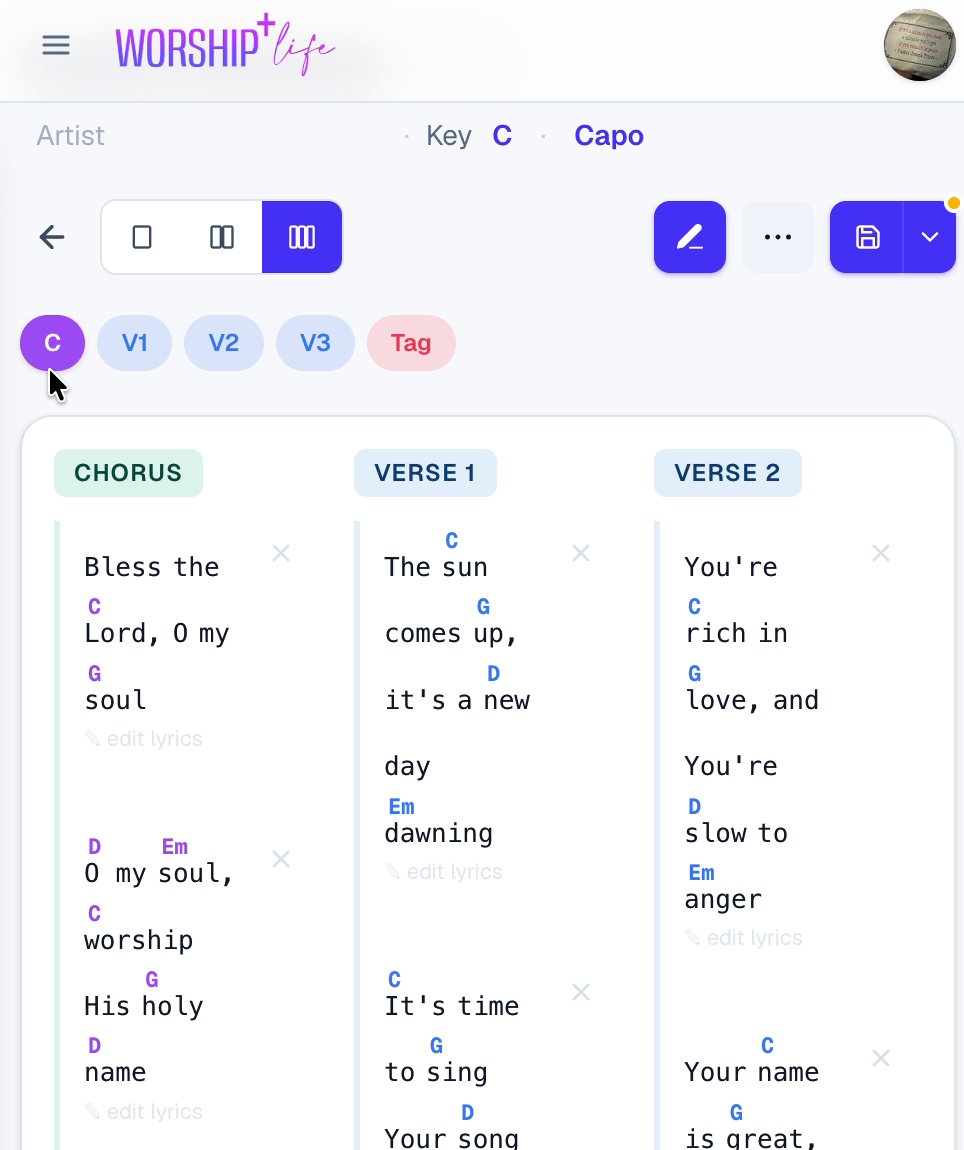 WORSHIP+ life
Artist · Key C · Capo
C V1 V2 V3 Tag
CHORUS
Bless the
C
Lord, O my
G
soul
✎ edit lyrics
D Em
O my soul,
C
worship
G
His holy
D
name
✎ edit lyrics
VERSE 1
C
The sun
G
comes up,
D
it's a new
day
Em
dawning
✎ edit lyrics
C
It's time
G
to sing
D
Your song
VERSE 2
You're
C
rich in
G
love, and
You're
D
slow to
Em
anger
✎ edit lyrics
C
Your name
G
is great,